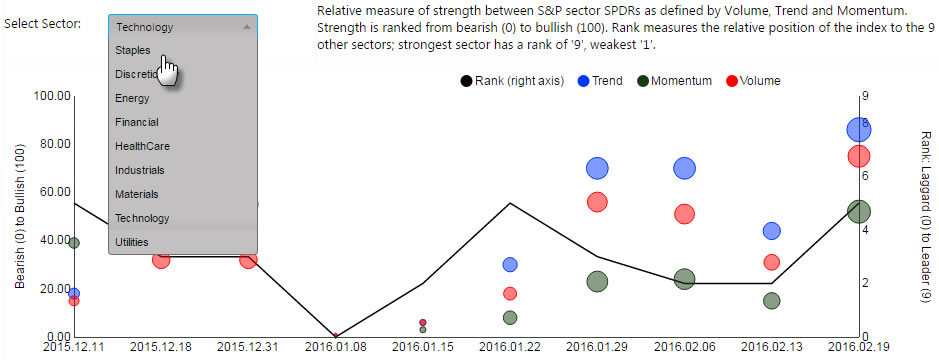 Select Sector:
Technology
Staples
Discretio
Energy
Financial
HealthCare
Industrials
Materials
Technology
Utilities
Relative measure of strength between S&P sector SPDRs as defined by Volume, Trend and Momentum.
Strength is ranked from bearish (0) to bullish (100). Rank measures the relative position of the index to the 9
other sectors; strongest sector has a rank of '9', weakest '1'.
Rank (right axis) Trend Momentum Volume
Bearish (0) to Bullish (100)
100.00
80.00
60.00
40.00
20.00
0.00
9
8
6
4
2
0
Rank: Laggard (0) to Leader (9)
2015.12.11 2015.12.18 2015.12.31 2016.01.08 2016.01.15 2016.01.22 2016.01.29 2016.02.06 2016.02.13 2016.02.19